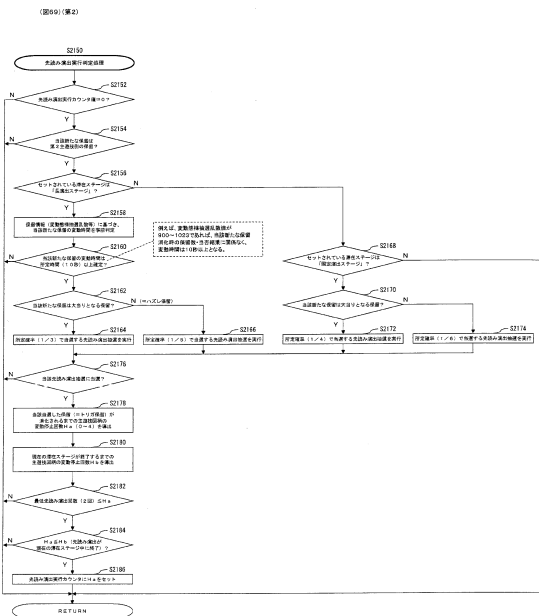 (図59)(第2)
S2150
先読み演出実行判定処理
S2152
先読み演出実行カウンタ値=0?
N
Y
S2154
当該新たな保留は
第2主遊技側の保留?
N
Y
S2156
セットされている滞在ステージは
「長演出ステージ」?
N
Y
S2158
保留情報(変動態様抽選乱数等)に基づき、
当該新たな保留の変動時間を事前判定
例えば、変動態様抽選乱数値が
900~1023であれば、当該新たな保留
消化時の保留数・当否結果に関係なく、
変動時間は10秒以上となる。
S2160
当該新たな保留の変動時間は
所定時間(10秒)以上確定?
N
Y
S2162
当該新たな保留は大当りとなる保留?
N
(=ハズレ保留)
Y
S2164
所定確率(1/3)で当選する先読み演出抽選を実行
S2166
所定確率(1/5)で当選する先読み演出抽選を実行
S2168
セットされている滞在ステージは
「限定演出ステージ」?
N
Y
S2170
当該新たな保留は大当りとなる保留?
N
Y
S2172
所定確率(1/4)で当選する先読み演出抽選を実行
S2174
所定確率(1/6)で当選する先読み演出抽選を実行
S2176
当該先読み演出抽選に当選?
N
Y
S2178
当該当選した保留(=トリガ保留)が
消化されるまでの主遊技図柄の
変動停止回数Ha(0~4)を導出
S2180
現在の滞在ステージが終了するまでの
主遊技図柄の変動停止回数Hbを導出
S2182
最低先読み演出回数(2回)≦Ha
N
Y
S2184
Ha≦Hb(先読み演出が
現在の滞在ステージ中に終了)?
N
Y
S2186
先読み演出実行カウンタにHaをセット
RETURN